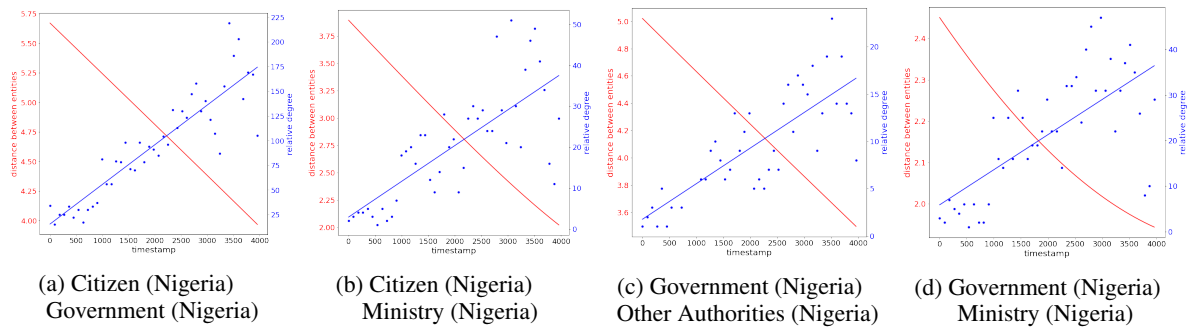 5.75
5.50
5.25
5.00
4.75
4.50
4.25
4.00
distance between entities
225
200
175
150
125
100
75
50
25
relative degree
0 500 1000 1500 2000 2500 3000 3500 4000
timestamp
(a) Citizen (Nigeria)
Government (Nigeria)
3.75
3.50
3.25
3.00
2.75
2.50
2.25
2.00
distance between entities
50
40
30
20
10
0
relative degree
0 500 1000 1500 2000 2500 3000 3500 4000
timestamp
(b) Citizen (Nigeria)
Ministry (Nigeria)
5.0
4.8
4.6
4.4
4.2
4.0
3.8
3.6
distance between entities
20
15
10
5
0
relative degree
0 500 1000 1500 2000 2500 3000 3500 4000
timestamp
(c) Government (Nigeria)
Other Authorities (Nigeria)
2.4
2.3
2.2
2.1
2.0
distance between entities
40
30
20
10
0
relative degree
0 500 1000 1500 2000 2500 3000 3500 4000
timestamp
(d) Government (Nigeria)
Ministry (Nigeria)